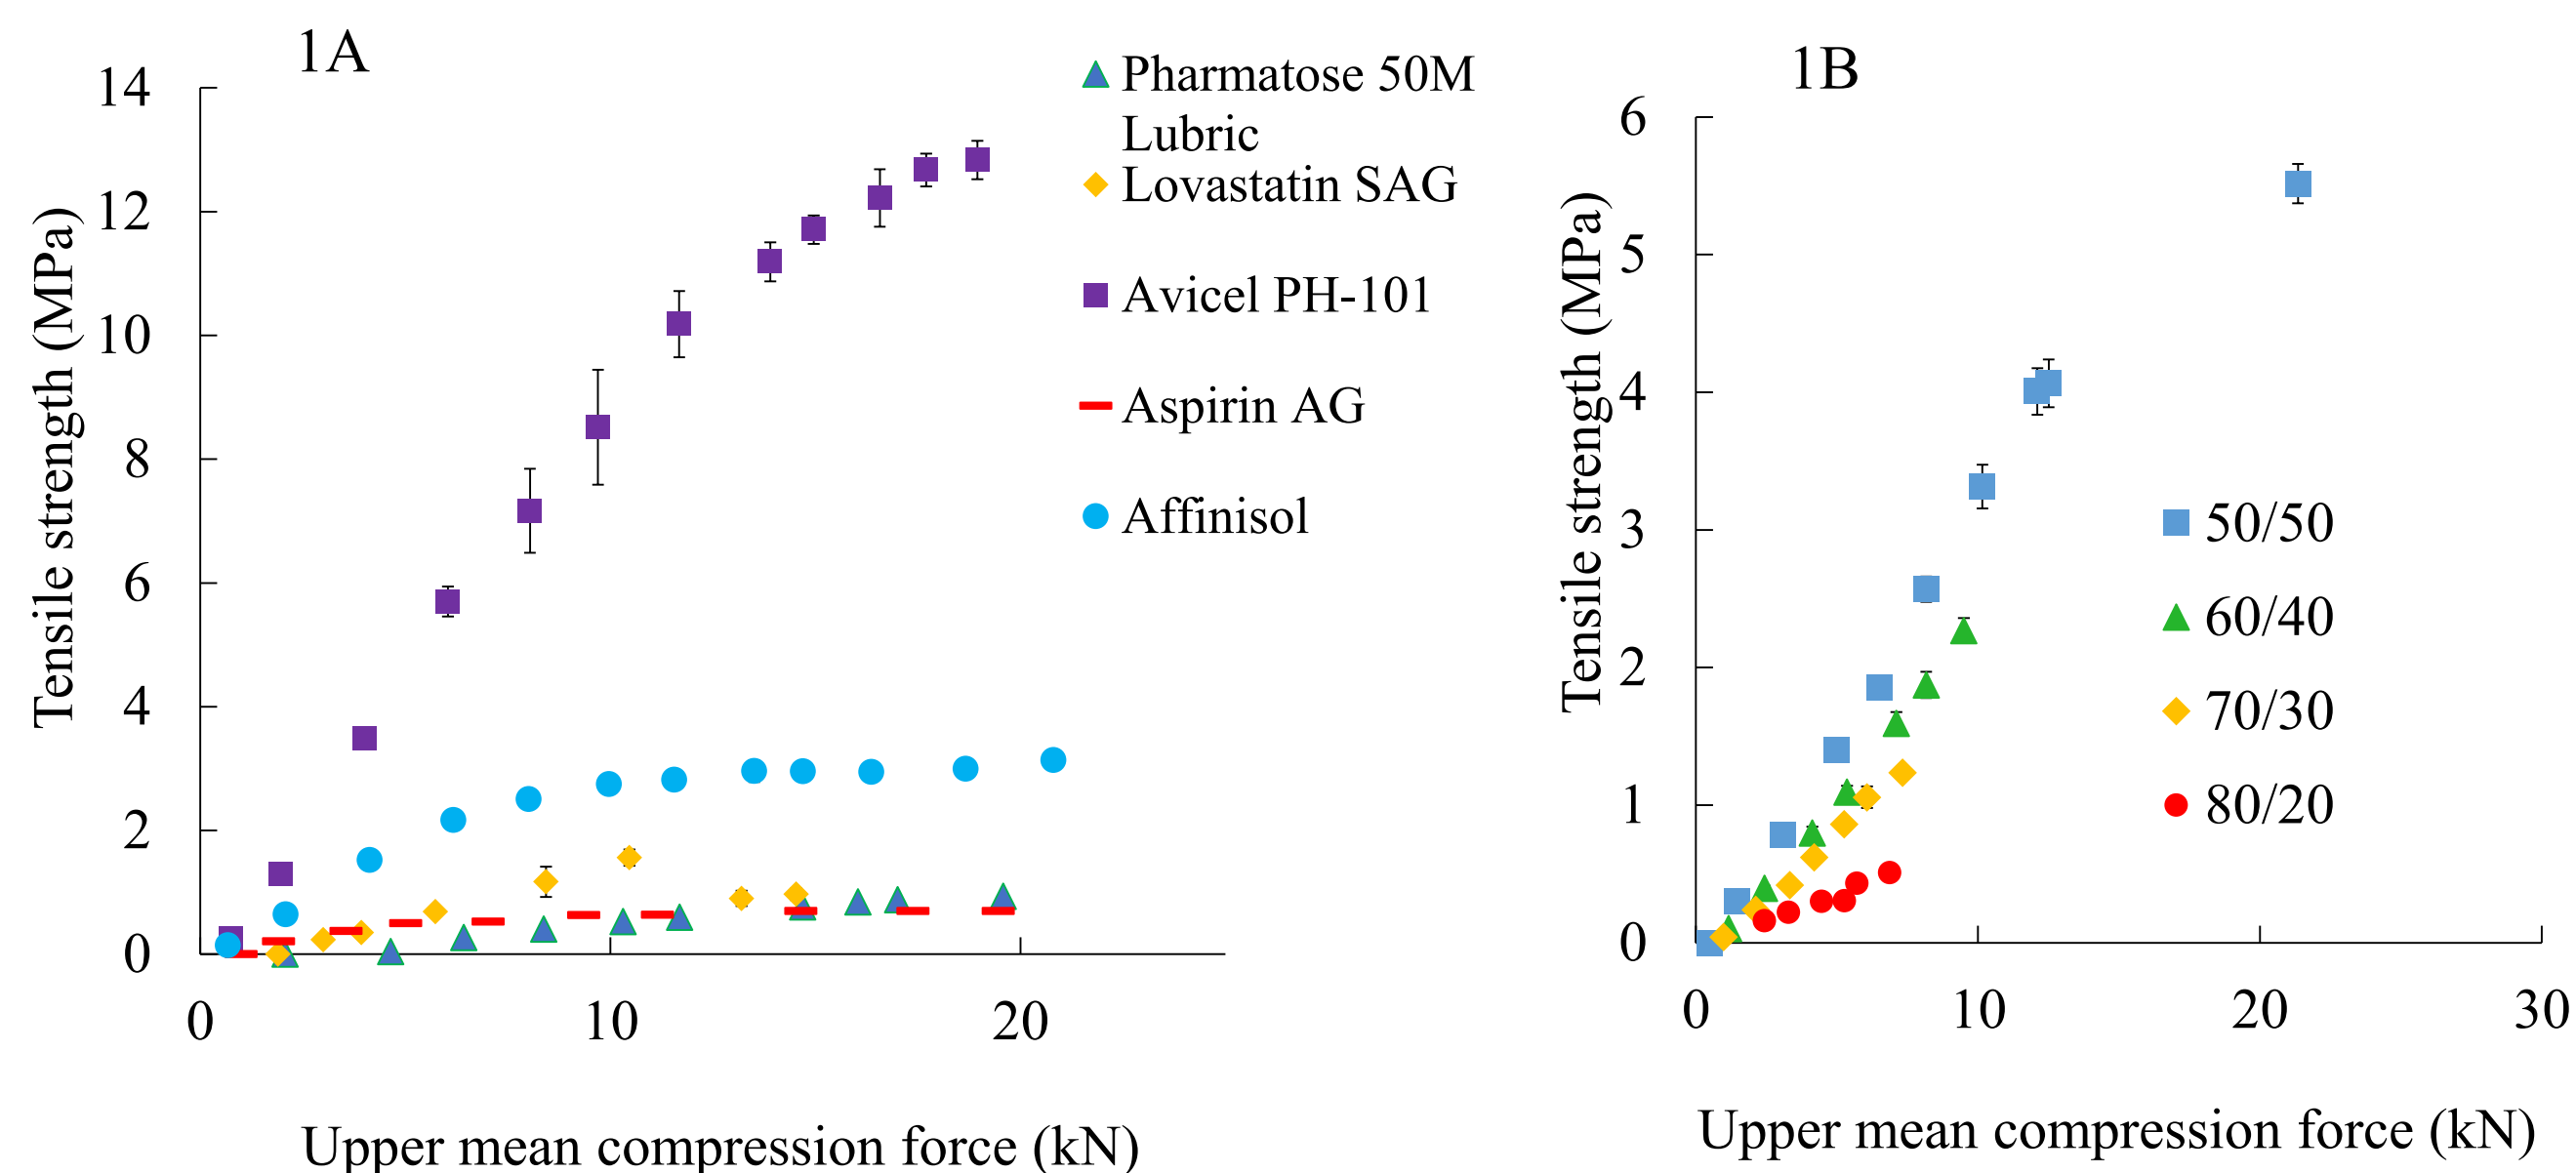 1A
14
12
10
8
6
4
2
0
0
10
20
Tensile strength (MPa)
Upper mean compression force (kN)
Pharmatose 50M
Lubric
Lovastatin SAG
Avicel PH-101
Aspirin AG
Affinisol
1B
6
5
4
3
2
1
0
0
10
20
30
Tensile strength (MPa)
Upper mean compression force (kN)
50/50
60/40
70/30
80/20